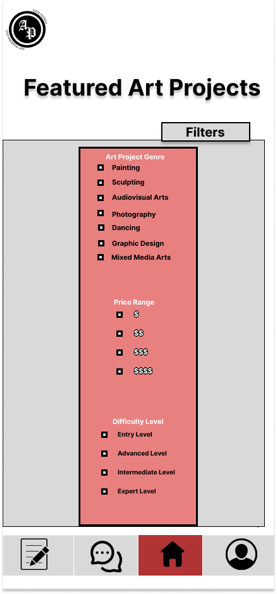 AP
Featured Art Projects
Filters
Art Project Genre
Painting
Sculpting
Audiovisual Arts
Photography
Dancing
Graphic Design
Mixed Media Arts
Price Range
$
$$
$$$
$$$$
Difficulty Level
Entry Level
Advanced Level
Intermediate Level
Expert Level